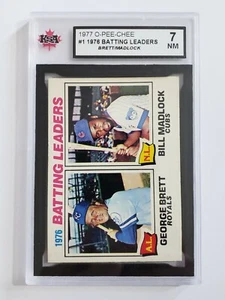 KSA
1977 O-PEE-CHEE
#1 1976 BATTING LEADERS
BRETT/MADLOCK
7
NM
1976 BATTING LEADERS
N.L.
BILL MADLOCK
CUBS
A.L.
GEORGE BRETT
ROYALS